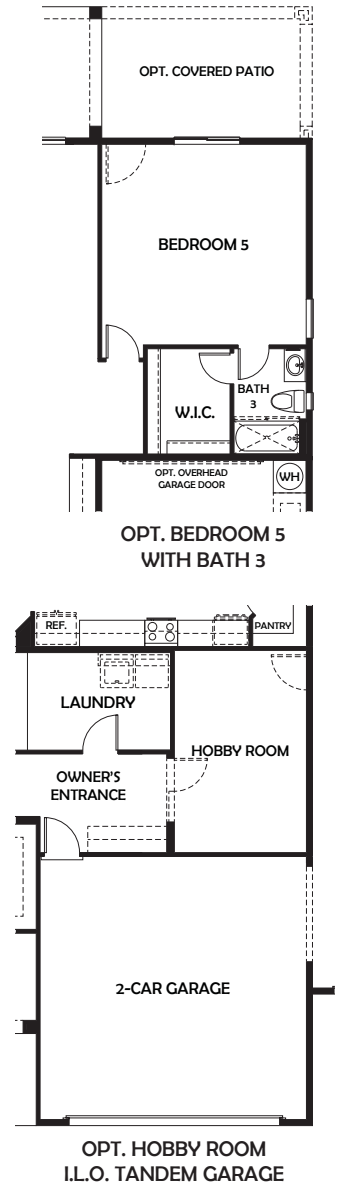 OPT. COVERED PATIO
BEDROOM 5
BATH
3
W.I.C.
OPT. OVERHEAD
GARAGE DOOR
WH
OPT. BEDROOM 5
WITH BATH 3
REF.
PANTRY
LAUNDRY
HOBBY ROOM
OWNER'S
ENTRANCE
2-CAR GARAGE
OPT. HOBBY ROOM
I.L.O. TANDEM GARAGE